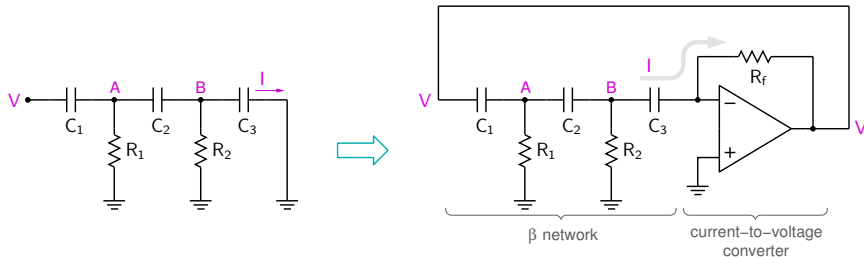 V A B I
C1 C2 C3
R1 R2
V A B I
C1 C2 C3
R1 R2
Rf
− +
V
β network
current−to−voltage
converter